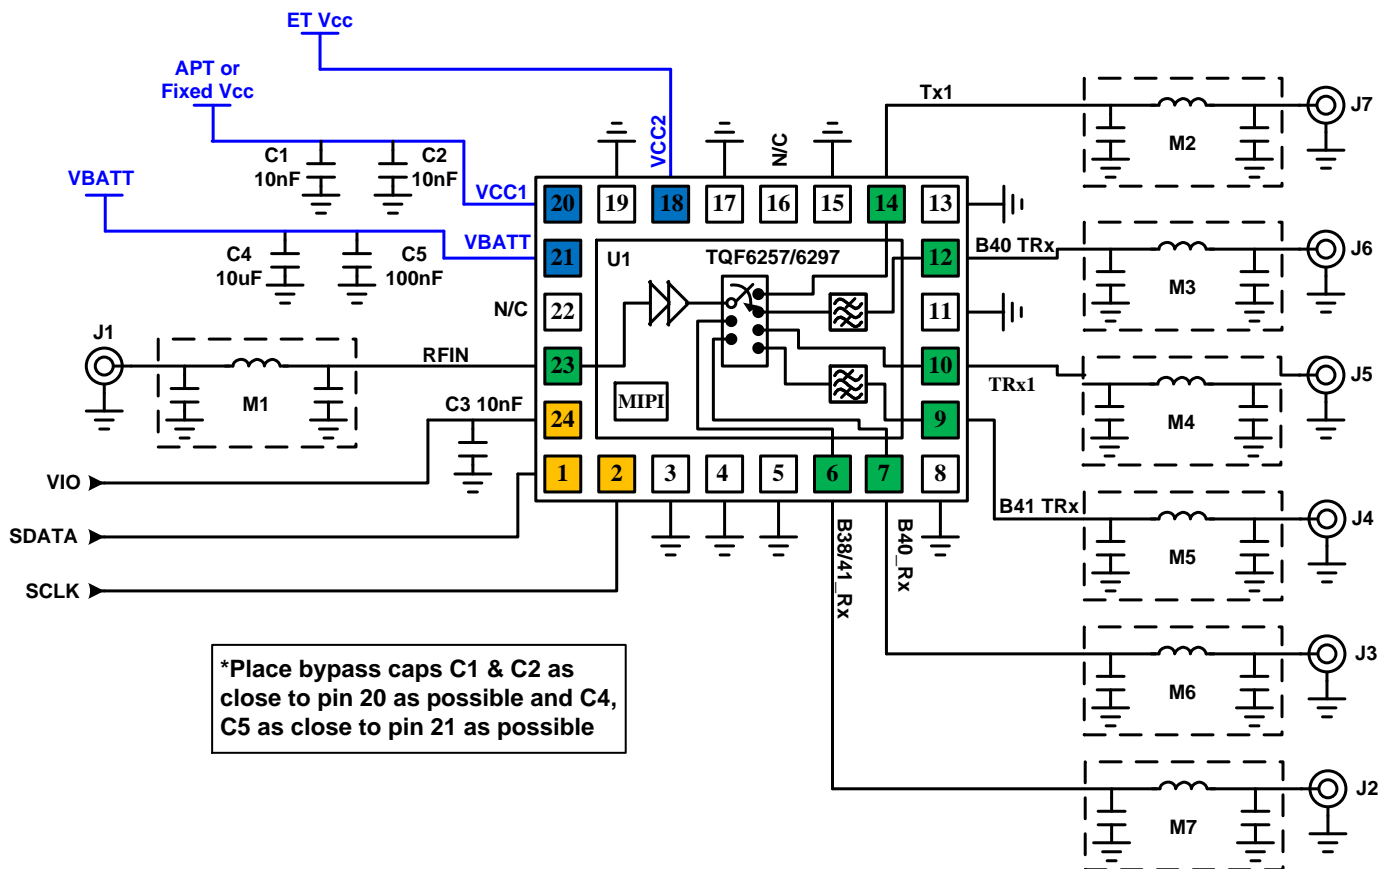 ET Vcc
APT or
Fixed Vcc
Tx1
J7
C1
10nF
C2
10nF
VCC2
N/C
M2
VBATT
VCC1
20
19
18
17
16
15
14
13
C4
10uF
C5
100nF
VBATT
21
U1
TQF6257/6297
12
B40 TRx
J6
M3
N/C
22
11
J1
RFIN
23
10
TRx1
J5
M1
MIPI
M4
C3 10nF
24
9
VIO
1
2
3
4
5
6
7
8
B41 TRx
J4
SDATA
B38/41_Rx
B40_Rx
M5
SCLK
*Place bypass caps C1 & C2 as
close to pin 20 as possible and C4,
C5 as close to pin 21 as possible
J3
M6
J2
M7